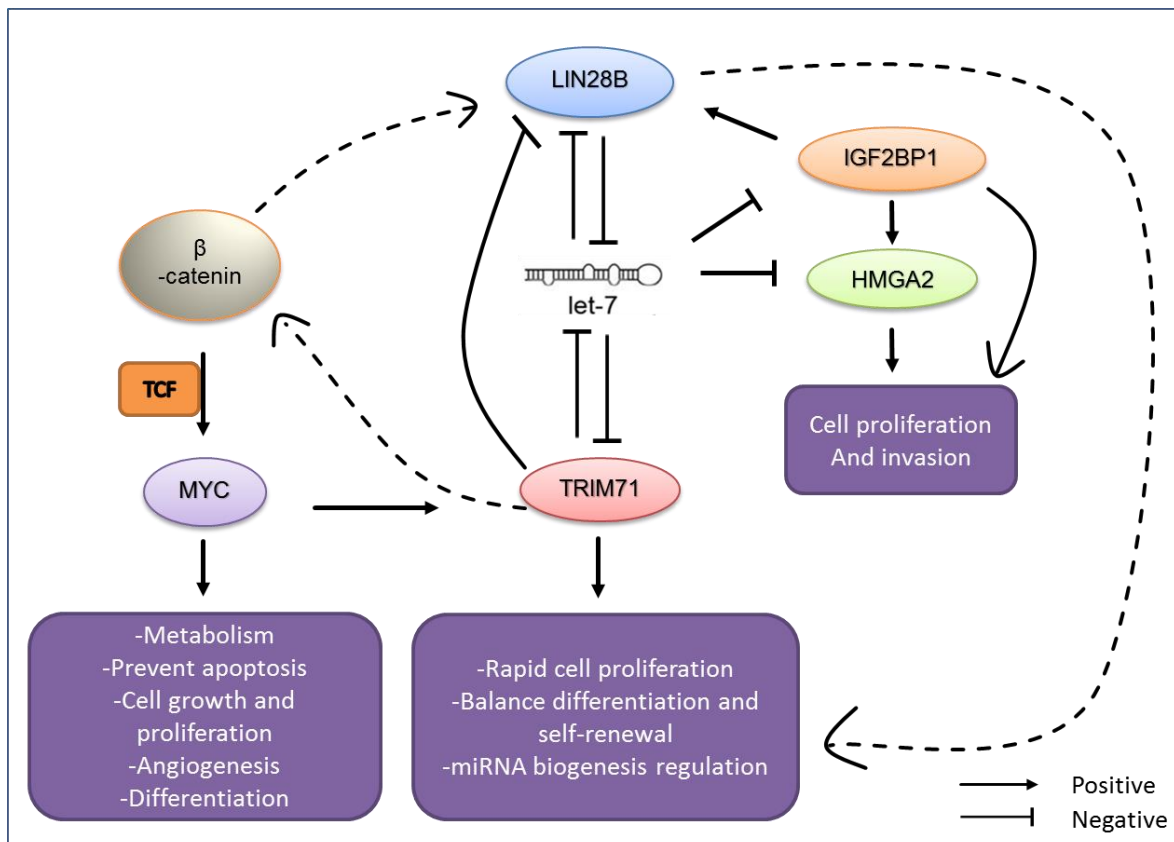 LIN28B
IGF2BP1
β
-catenin
HMGA2
let-7
TCF
Cell proliferation
And invasion
MYC
TRIM71
-Metabolism
-Prevent apoptosis
-Cell growth and
proliferation
-Angiogenesis
-Differentiation
-Rapid cell proliferation
-Balance differentiation and
self-renewal
-miRNA biogenesis regulation
Positive
Negative